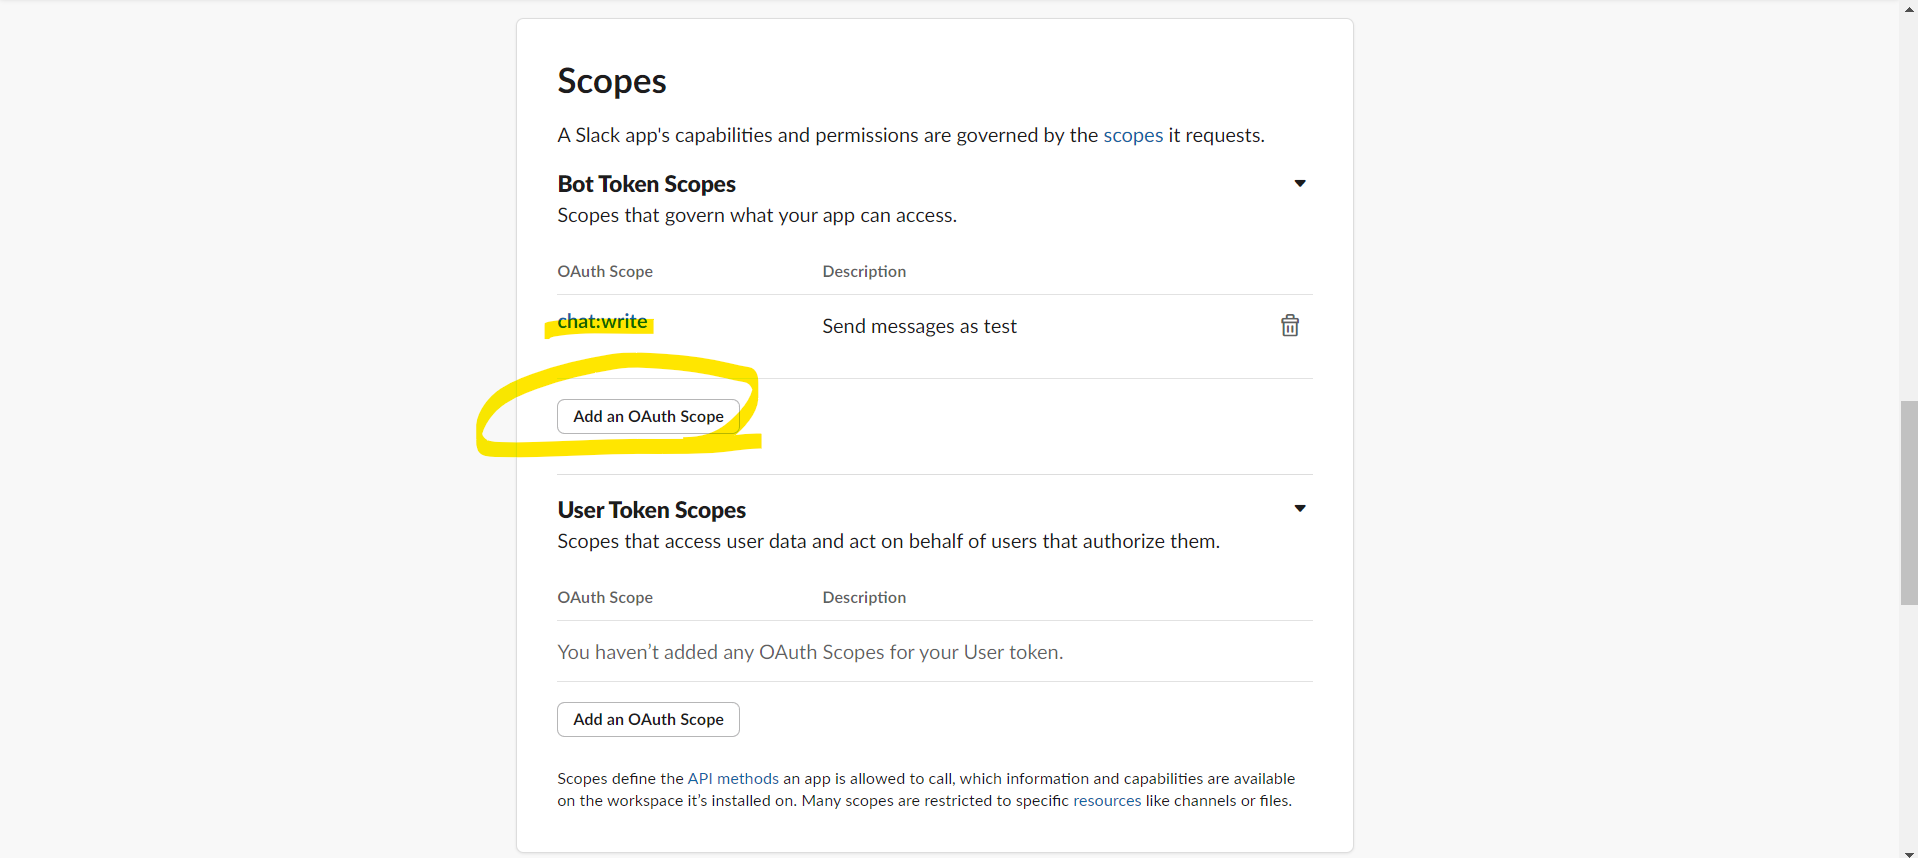 Scopes
A Slack app's capabilities and permissions are governed by the scopes it requests.
Bot Token Scopes
Scopes that govern what your app can access.
OAuth Scope Description
chat:write Send messages as test
Add an OAuth Scope
User Token Scopes
Scopes that access user data and act on behalf of users that authorize them.
OAuth Scope Description
You haven’t added any OAuth Scopes for your User token.
Add an OAuth Scope
Scopes define the API methods an app is allowed to call, which information and capabilities are available
on the workspace it’s installed on. Many scopes are restricted to specific resources like channels or files.